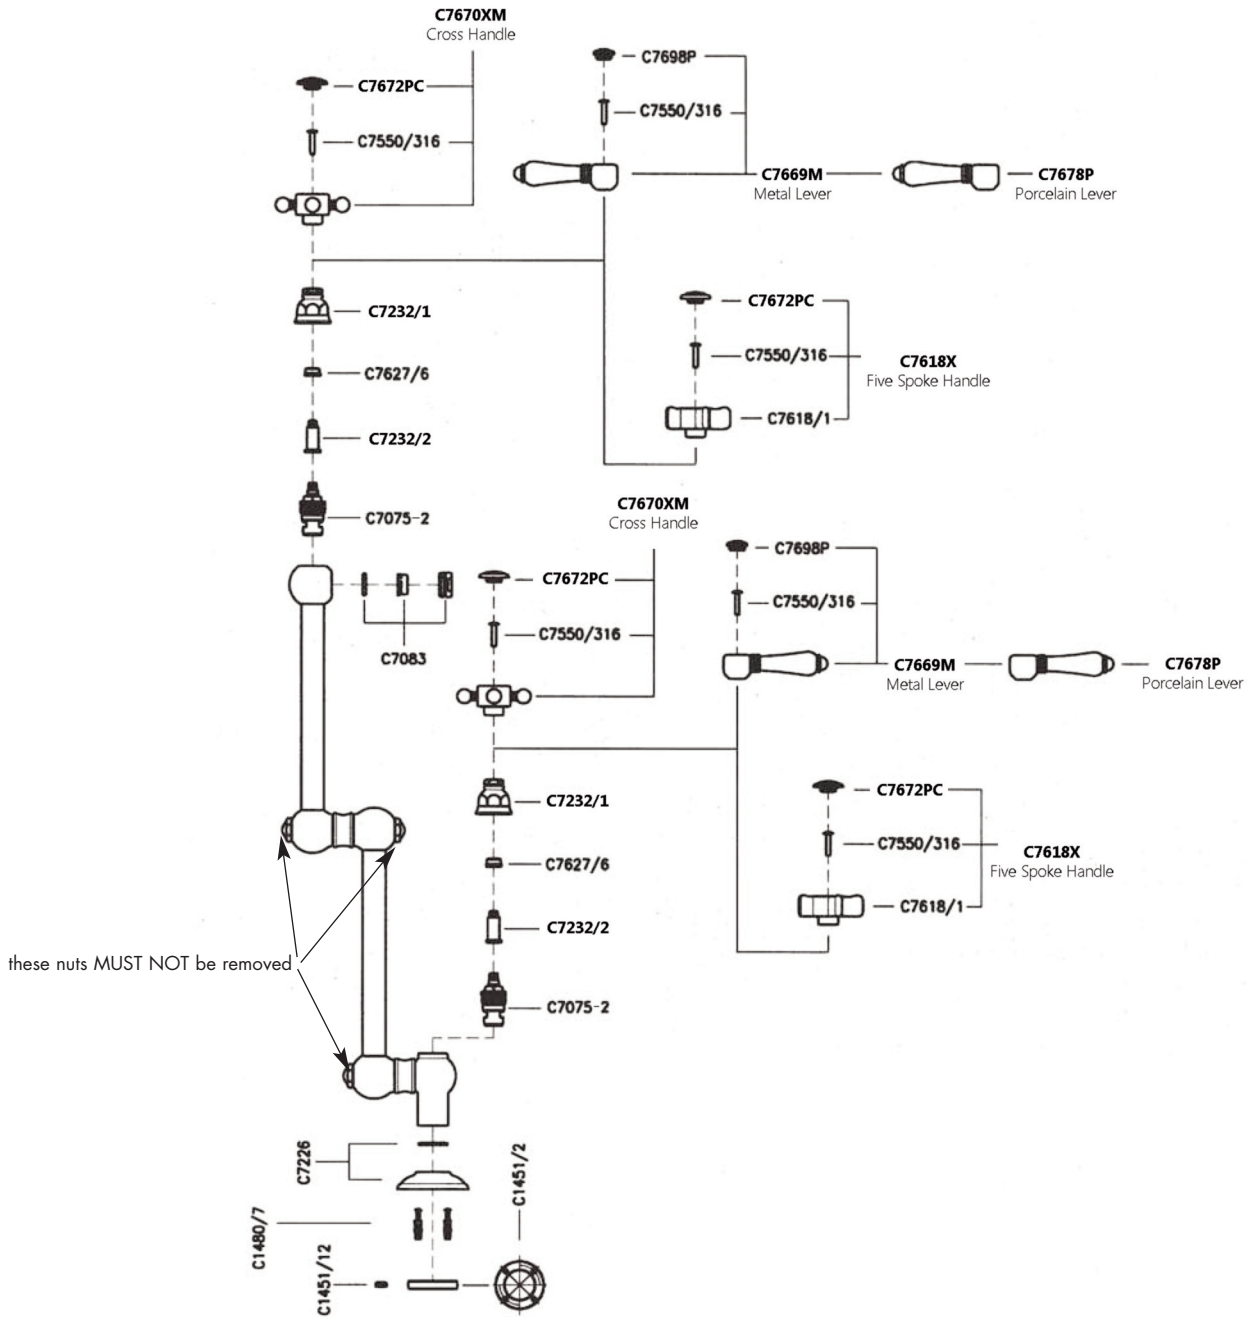 C7670XM
Cross Handle
C7698P
C7672PC
C7550/316
C7550/316
C7669M
Metal Lever
C7678P
Porcelain Lever
C7232/1
C7672PC
C7627/6
C7550/316
C7618X
Five Spoke Handle
C7618/1
C7232/2
C7075-2
C7670XM
Cross Handle
C7698P
C7672PC
C7550/316
C7550/316
C7083
C7669M
Metal Lever
C7678P
Porcelain Lever
C7232/1
C7672PC
C7627/6
C7550/316
C7618X
Five Spoke Handle
C7618/1
C7232/2
these nuts MUST NOT be removed
C7075-2
C7226
C1451/2
C1480/7
C1451/12